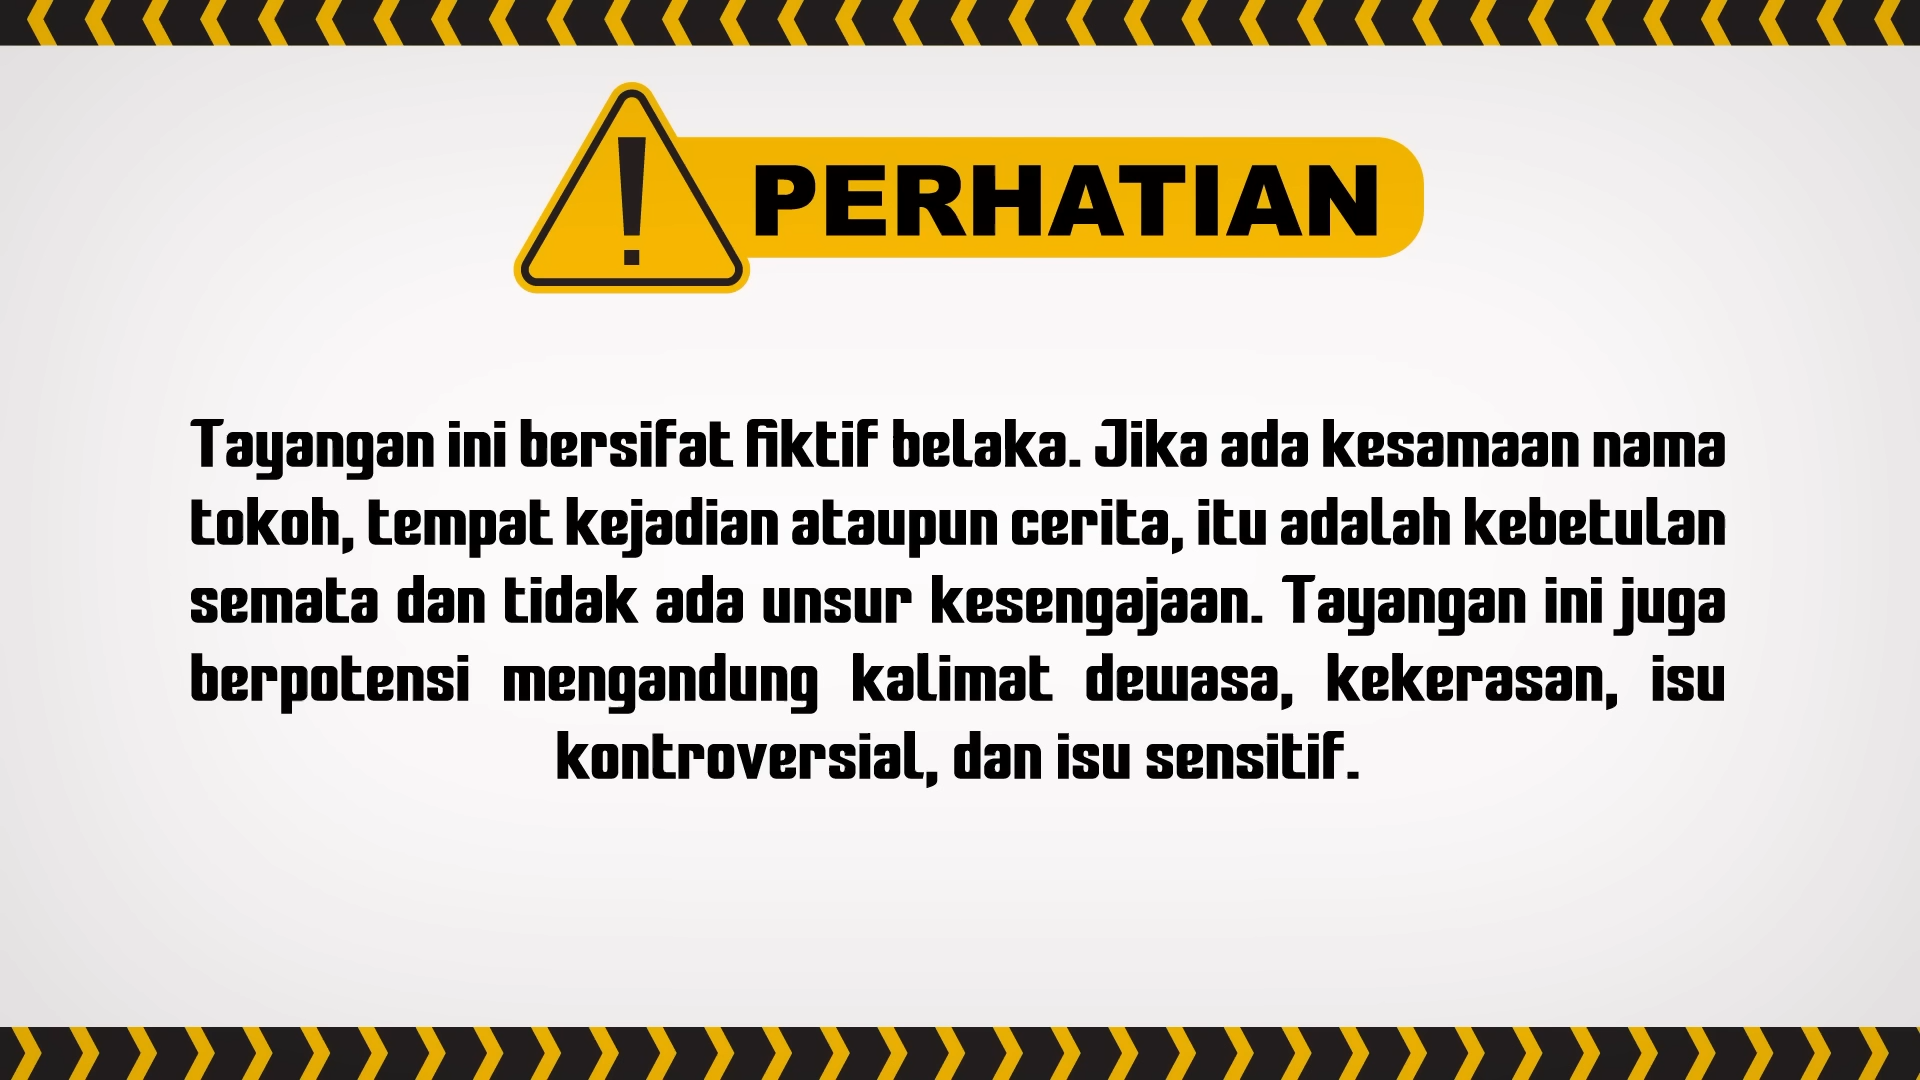 PERHATIAN
Tayangan ini bersifat fiktif belaka. Jika ada kesamaan nama
tokoh, tempat kejadian ataupun cerita, itu adalah kebetulan
semata dan tidak ada unsur kesengajaan. Tayangan ini juga
berpotensi mengandung kalimat dewasa, kekerasan, isu
kontroversial, dan isu sensitif.